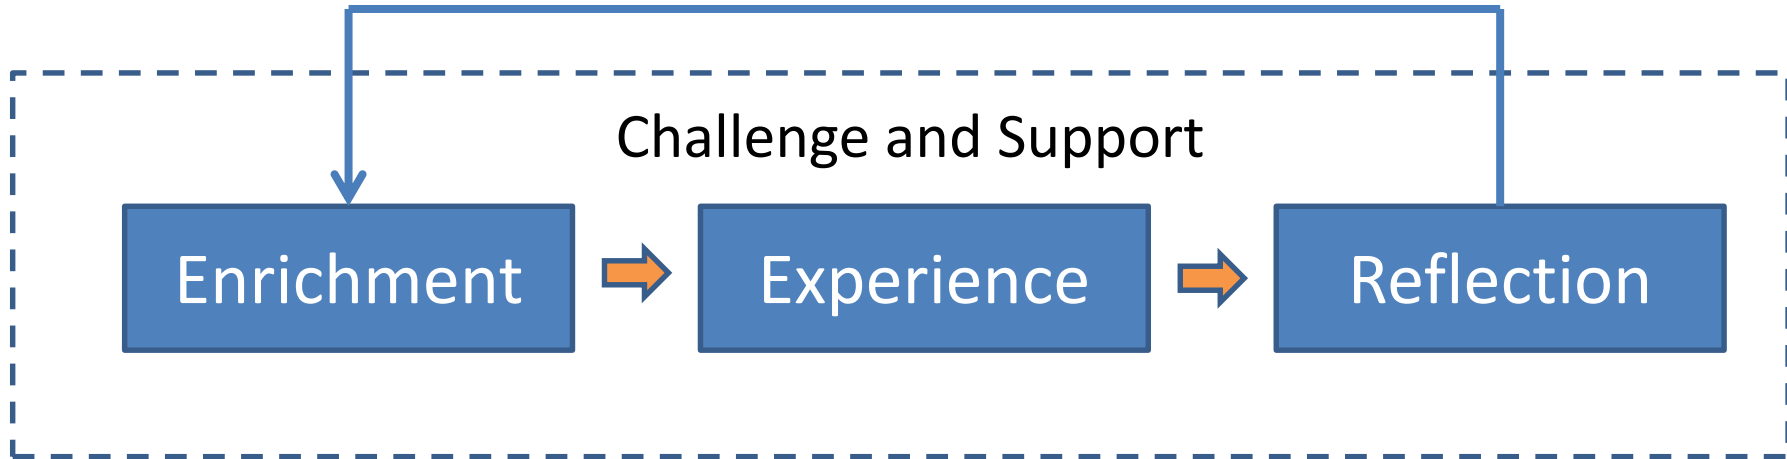 Challenge and Support
Enrichment
Experience
Reflection